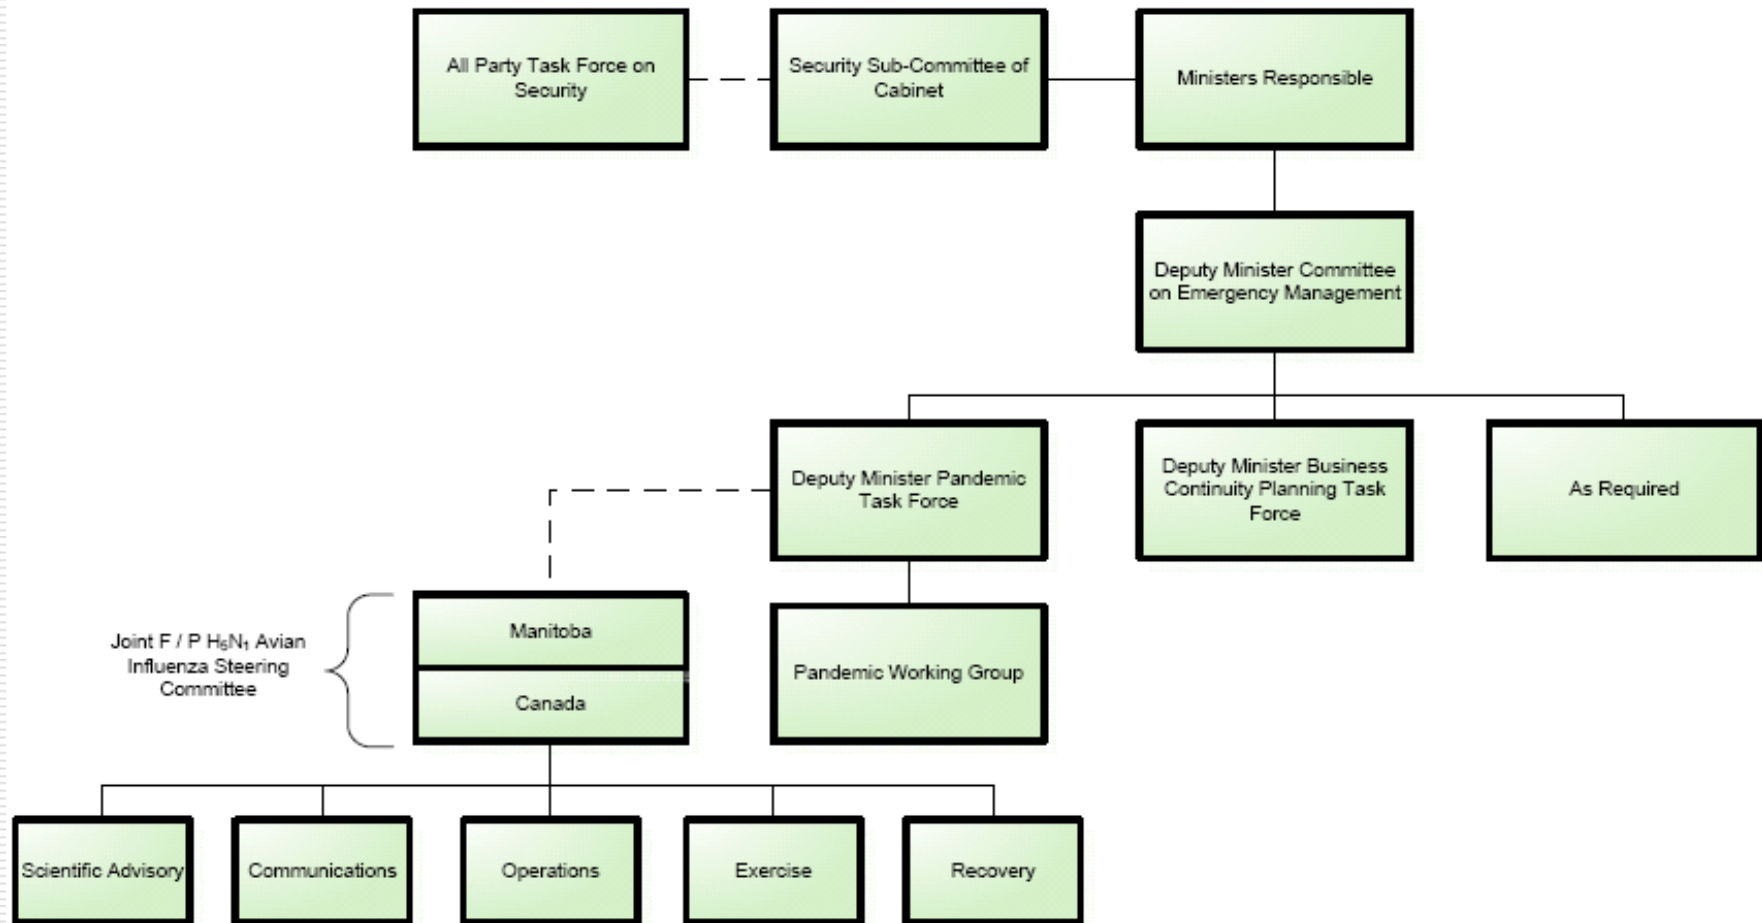 All Party Task Force on
Security
Security Sub-Committee of
Cabinet
Ministers Responsible
Deputy Minister Committee
on Emergency Management
Deputy Minister Pandemic
Task Force
Deputy Minister Business
Continuity Planning Task
Force
As Required
Joint F / P H₅N₁ Avian
Influenza Steering
Committee
Manitoba
Canada
Pandemic Working Group
Scientific Advisory
Communications
Operations
Exercise
Recovery